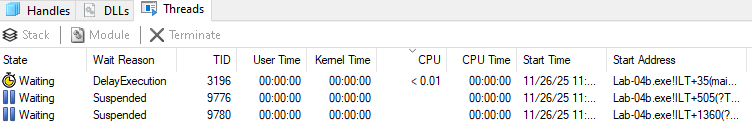 Handles DLLs Threads
Stack Module Terminate
State Wait Reason TID User Time Kernel Time CPU CPU Time Start Time Start Address
Waiting DelayExecution 3196 00:00:00 00:00:00 < 0.01 00:00:00 11/26/25 11:... Lab-04b.exe!ILT+35(mai...
Waiting Suspended 9776 00:00:00 00:00:00 00:00:00 11/26/25 11:... Lab-04b.exe!ILT+505(?T...
Waiting Suspended 9780 00:00:00 00:00:00 00:00:00 11/26/25 11:... Lab-04b.exe!ILT+1360(?...